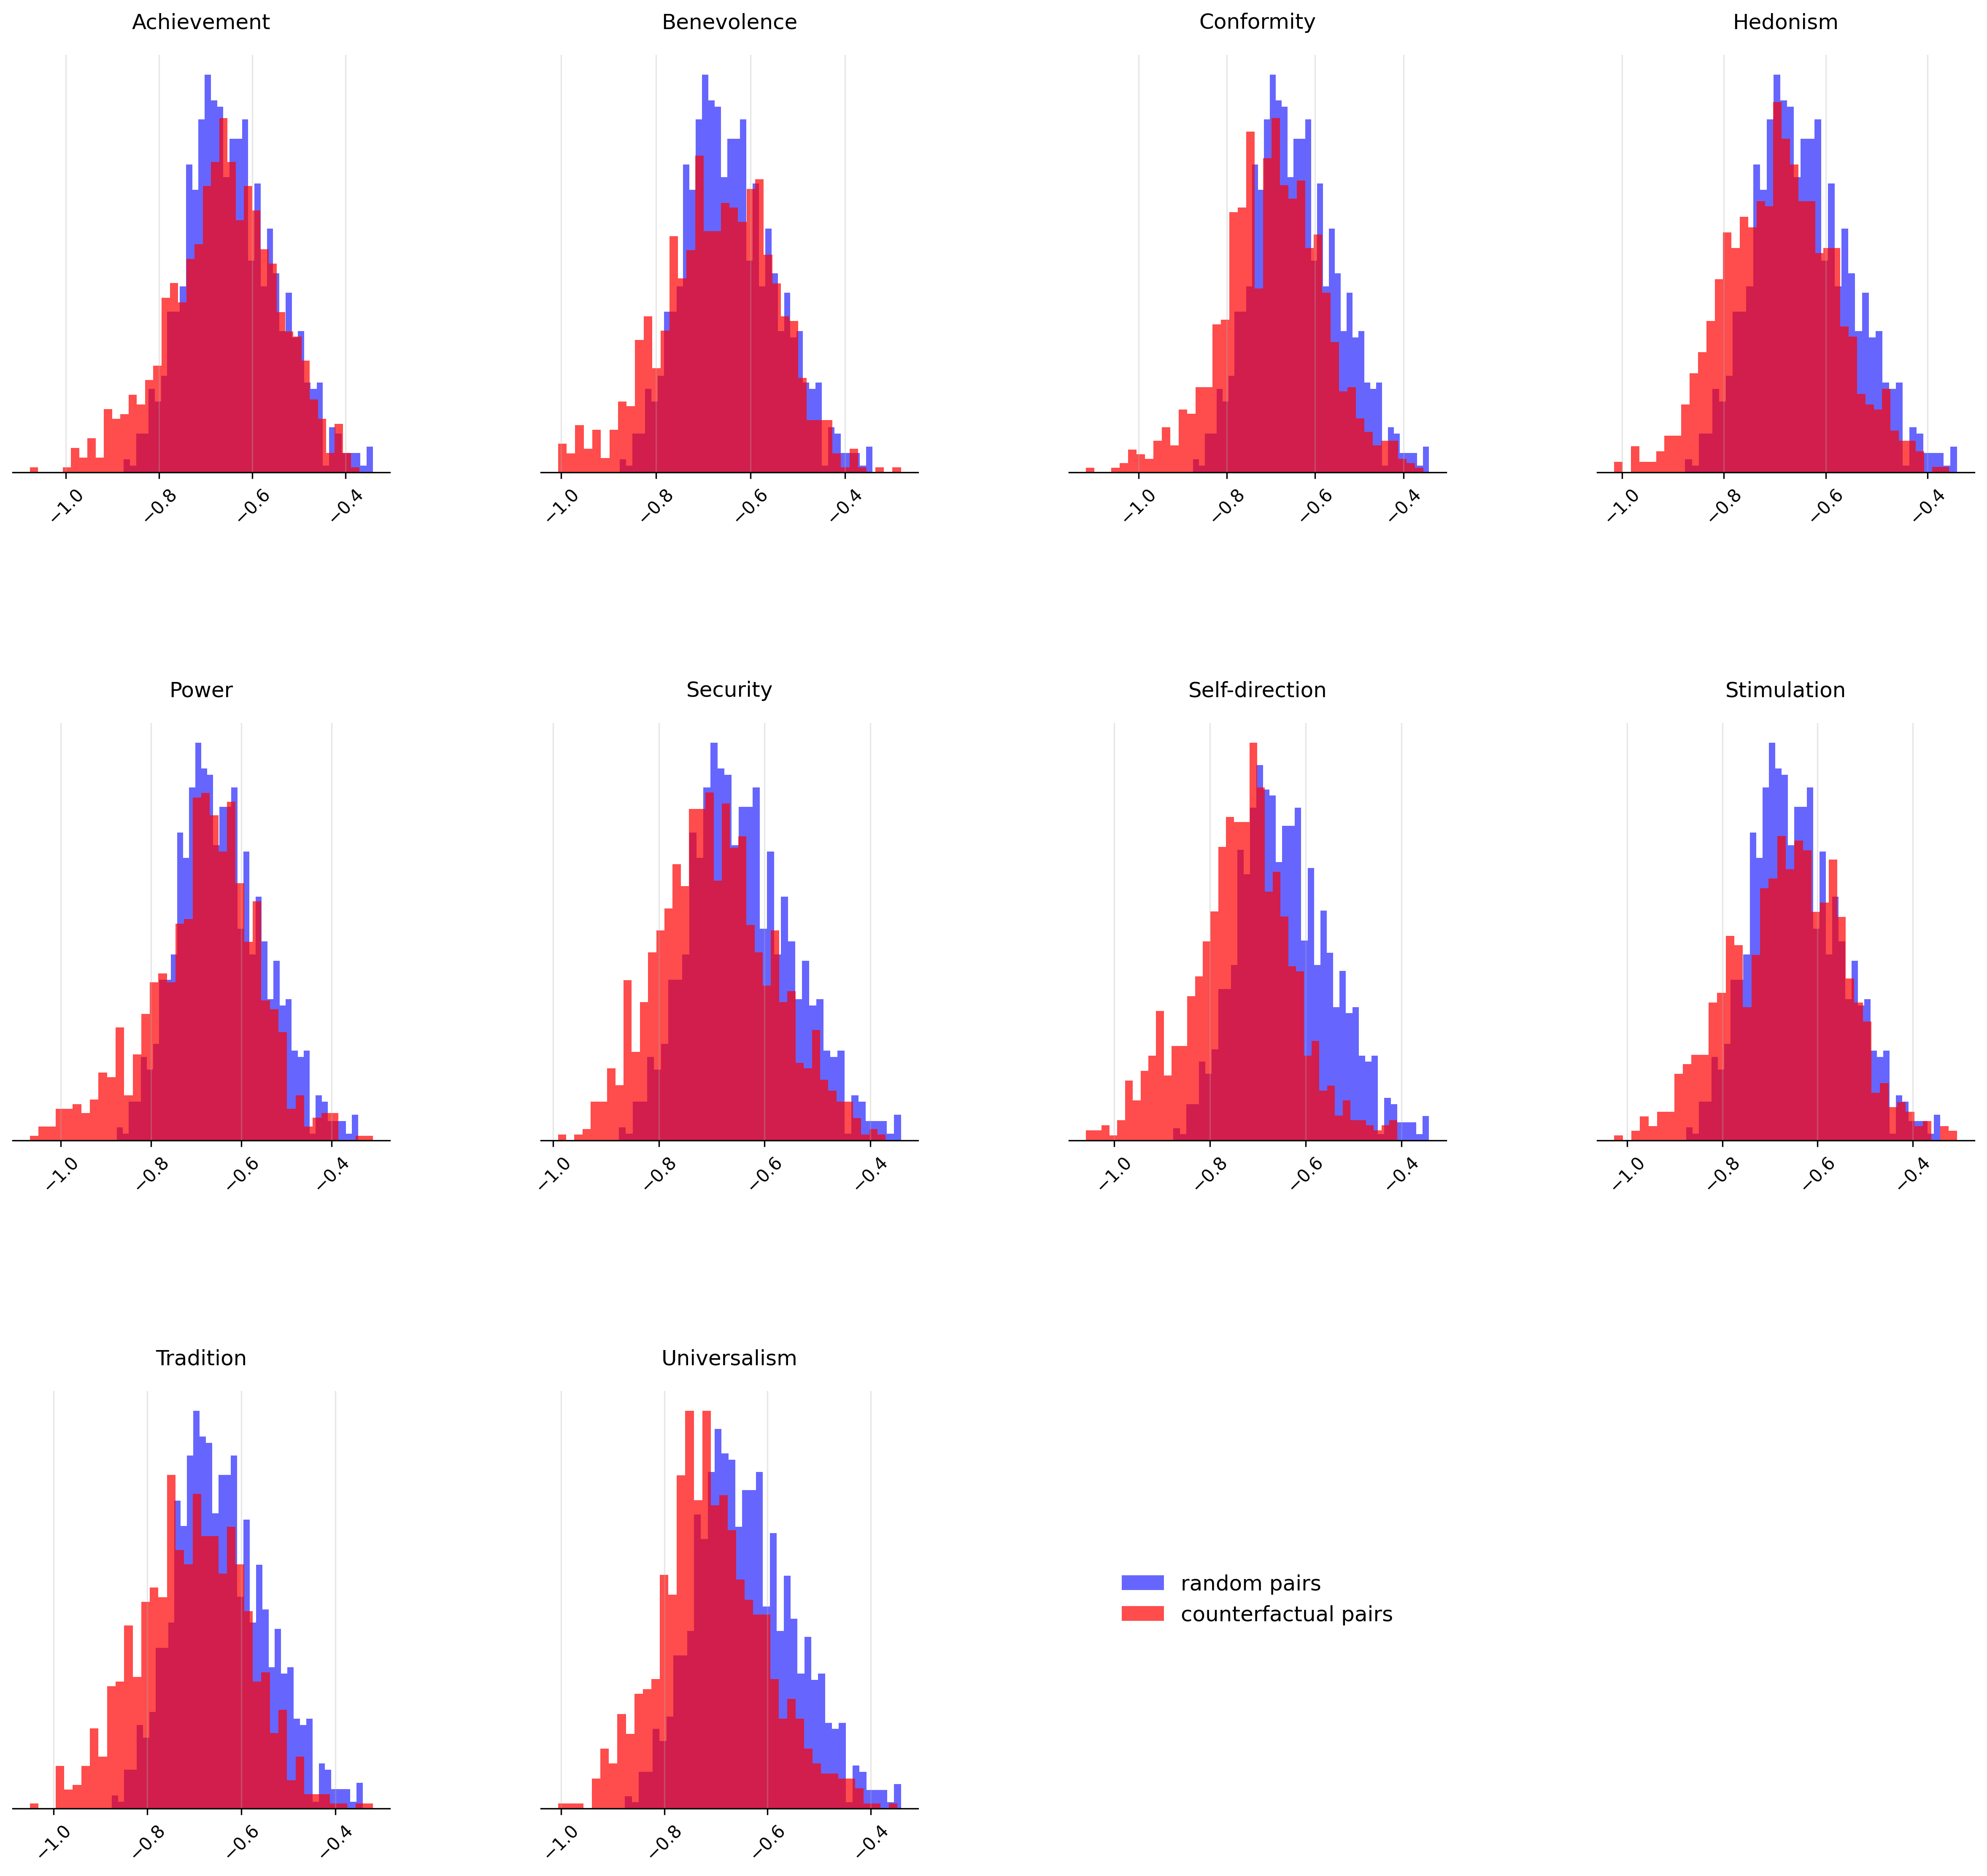 Achievement Benevolence Conformity Hedonism
−1.0 −0.8 −0.6 −0.4 −1.0 −0.8 −0.6 −0.4 −1.0 −0.8 −0.6 −0.4 −1.0 −0.8 −0.6 −0.4
Power Security Self-direction Stimulation
−1.0 −0.8 −0.6 −0.4 −1.0 −0.8 −0.6 −0.4 −1.0 −0.8 −0.6 −0.4 −1.0 −0.8 −0.6 −0.4
Tradition Universalism
random pairs
counterfactual pairs
−1.0 −0.8 −0.6 −0.4 −1.0 −0.8 −0.6 −0.4